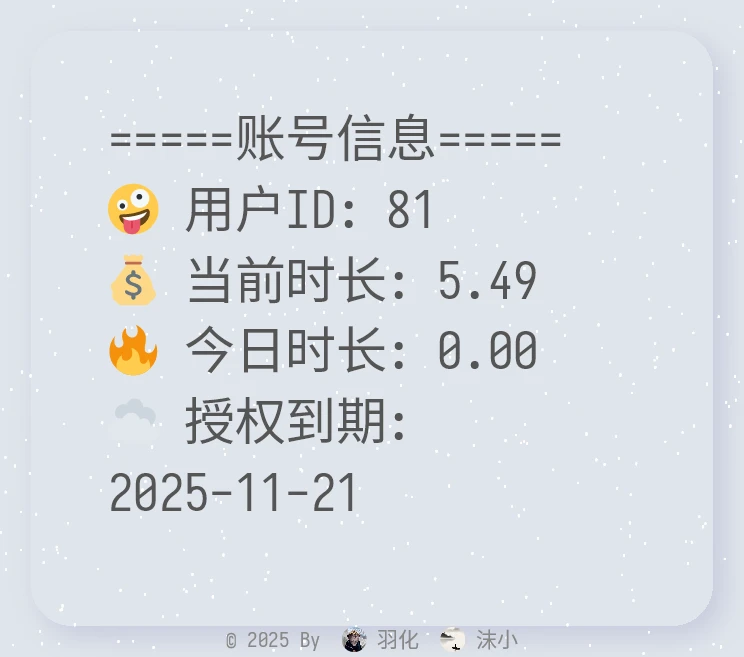 =====账号信息=====
🤪 用户ID: 81
💰 当前时长: 5.49
🔥 今日时长: 0.00
☁️ 授权到期:
2025-11-21
© 2025 By 羽化 沫小